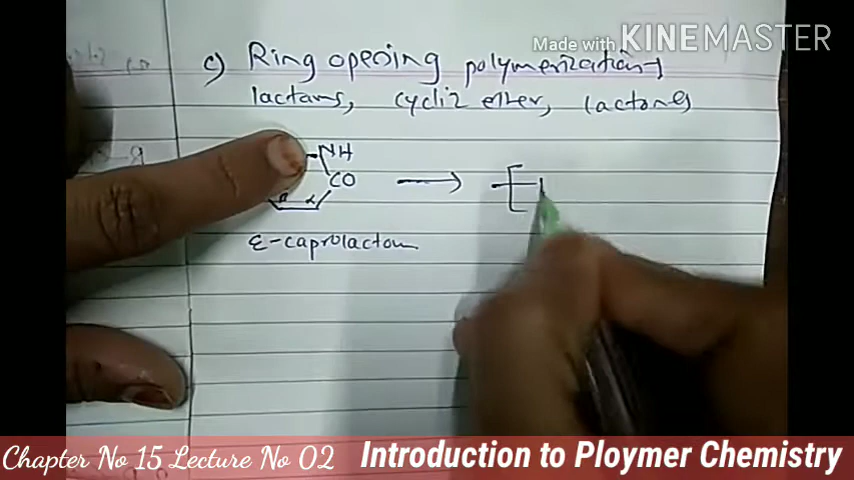 Made with KINEMASTER
c) Ring opening polymerization→
lactams, cyclic ether, lactones
NH
CO
α
ε-caprolactam
Chapter No 15 Lecture No 02 Introduction to Ploymer Chemistry